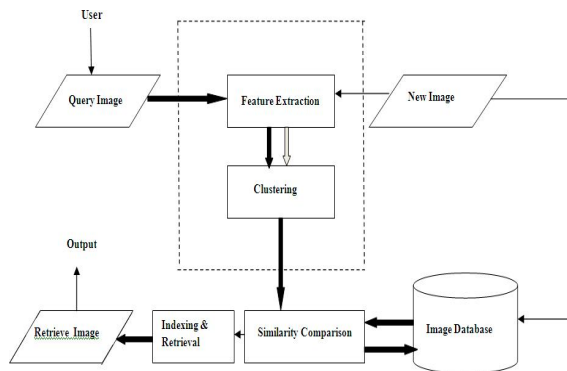 User
Query Image
Feature Extraction
New Image
Clustering
Output
Retrieve Image
Indexing &
Retrieval
Similarity Comparison
Image Database